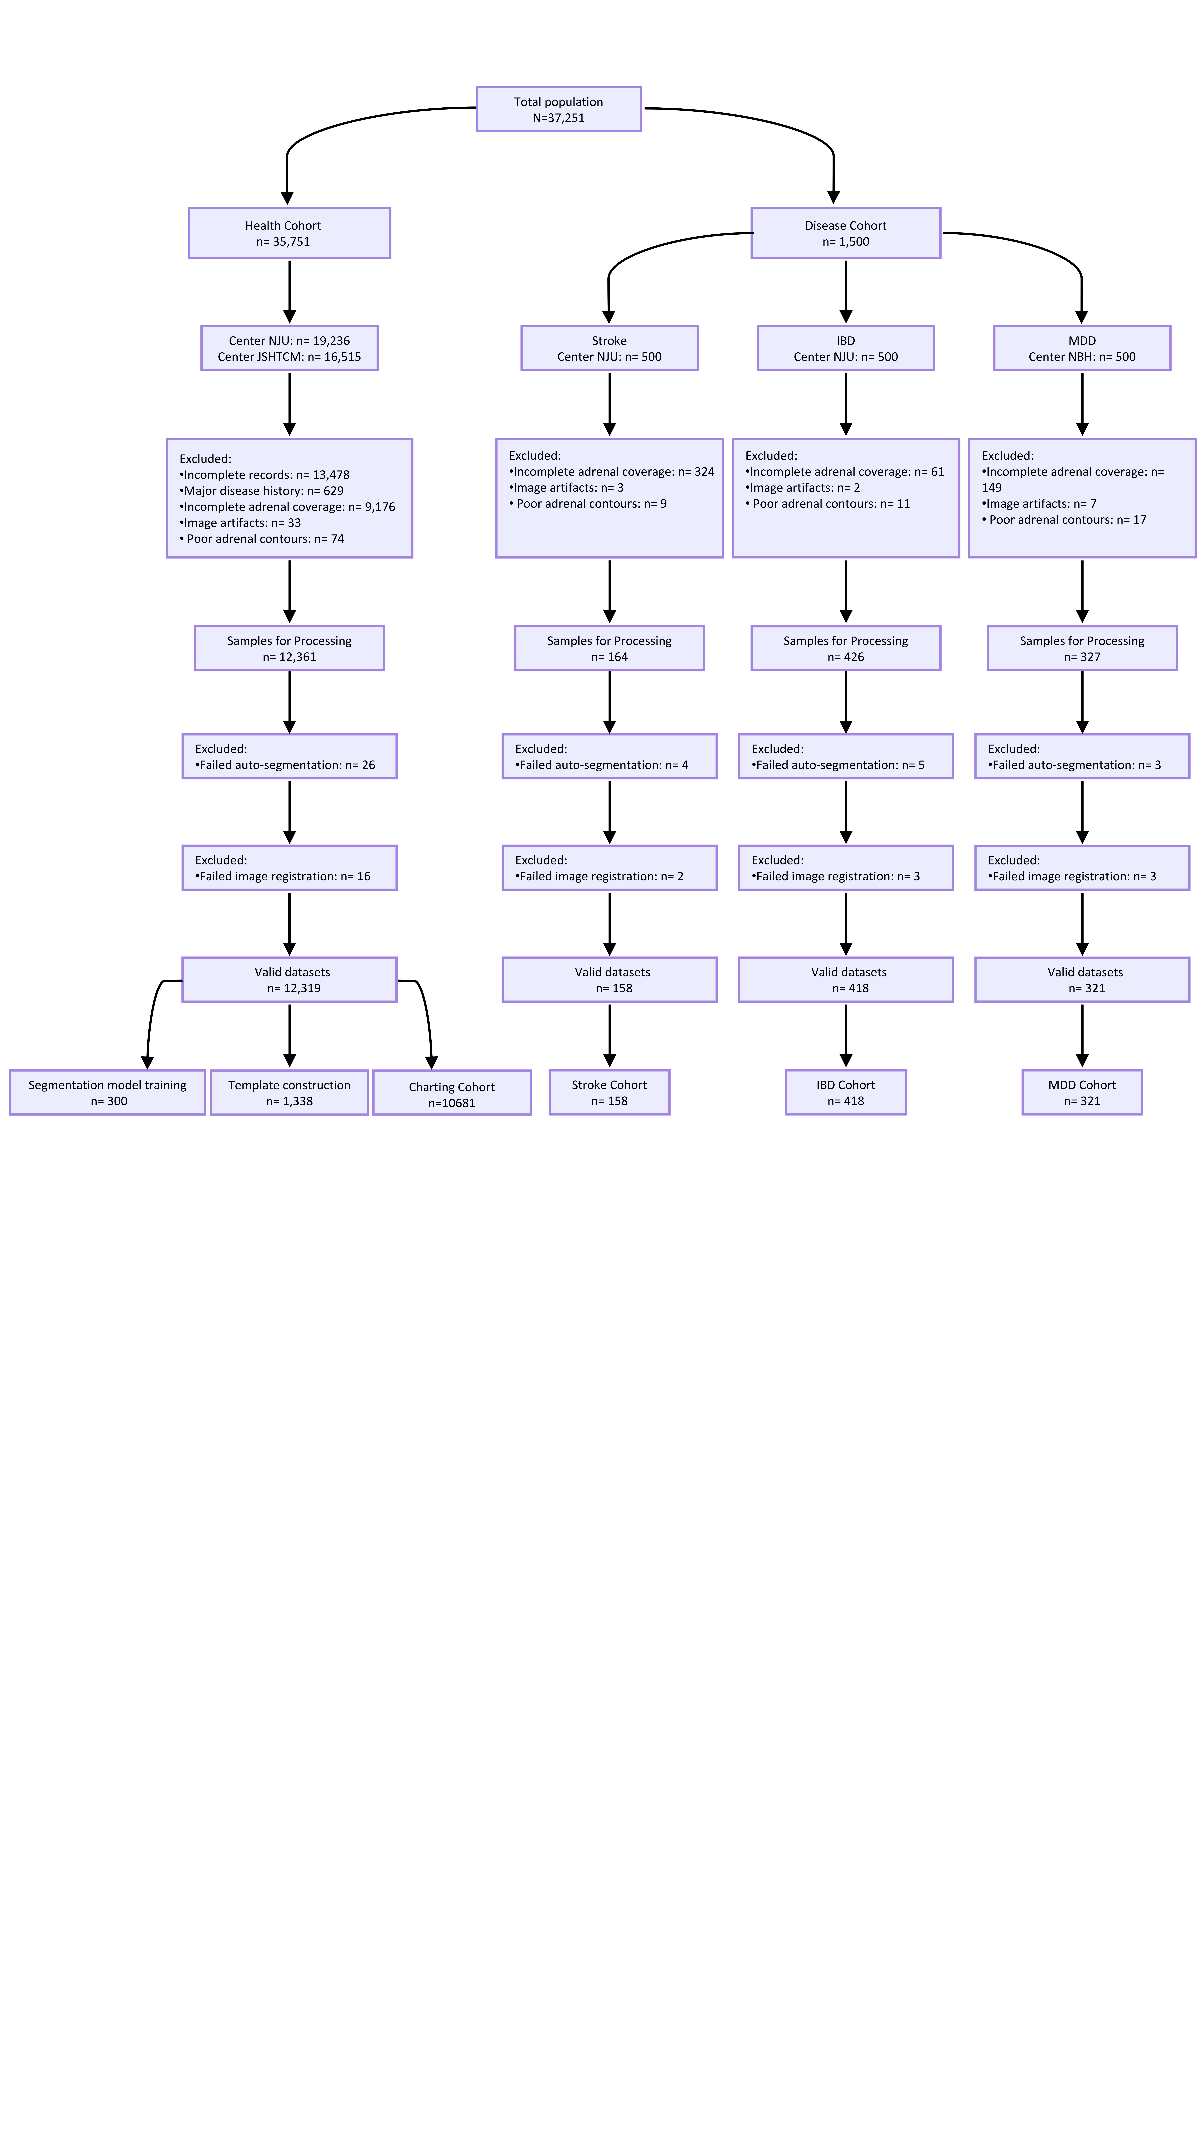 Total population
N=37,251
Health Cohort
n= 35,751
Disease Cohort
n= 1,500
Center NJU: n= 19,236
Center JSHTCM: n= 16,515
Stroke
Center NJU: n= 500
IBD
Center NJU: n= 500
MDD
Center NBH: n= 500
Excluded:
•Incomplete records: n= 13,478
•Major disease history: n= 629
•Incomplete adrenal coverage: n= 9,176
•Image artifacts: n= 33
• Poor adrenal contours: n= 74
Excluded:
•Incomplete adrenal coverage: n= 324
•Image artifacts: n= 3
• Poor adrenal contours: n= 9
Excluded:
•Incomplete adrenal coverage: n= 61
•Image artifacts: n= 2
• Poor adrenal contours: n= 11
Excluded:
•Incomplete adrenal coverage: n=
149
•Image artifacts: n= 7
• Poor adrenal contours: n= 17
Samples for Processing
n= 12,361
Samples for Processing
n= 164
Samples for Processing
n= 426
Samples for Processing
n= 327
Excluded:
•Failed auto-segmentation: n= 26
Excluded:
•Failed auto-segmentation: n= 4
Excluded:
•Failed auto-segmentation: n= 5
Excluded:
•Failed auto-segmentation: n= 3
Excluded:
•Failed image registration: n= 16
Excluded:
•Failed image registration: n= 2
Excluded:
•Failed image registration: n= 3
Excluded:
•Failed image registration: n= 3
Valid datasets
n= 12,319
Valid datasets
n= 158
Valid datasets
n= 418
Valid datasets
n= 321
Segmentation model training
n= 300
Template construction
n= 1,338
Charting Cohort
n=10681
Stroke Cohort
n= 158
IBD Cohort
n= 418
MDD Cohort
n= 321